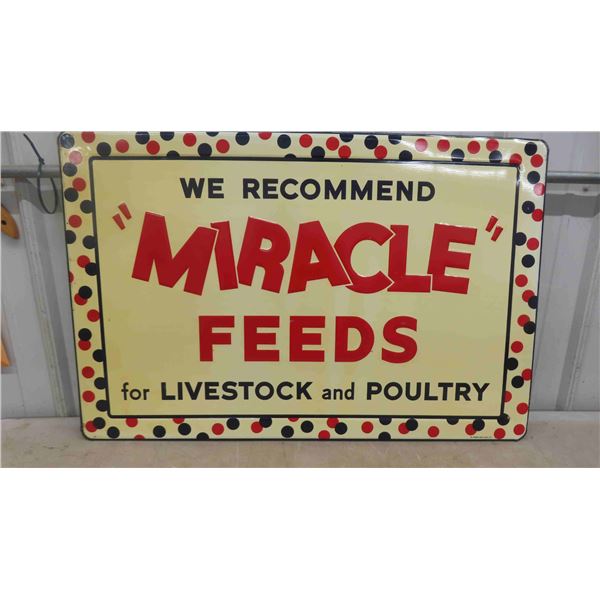 WE RECOMMEND
"MIRACLE"
FEEDS
for LIVESTOCK and POULTRY